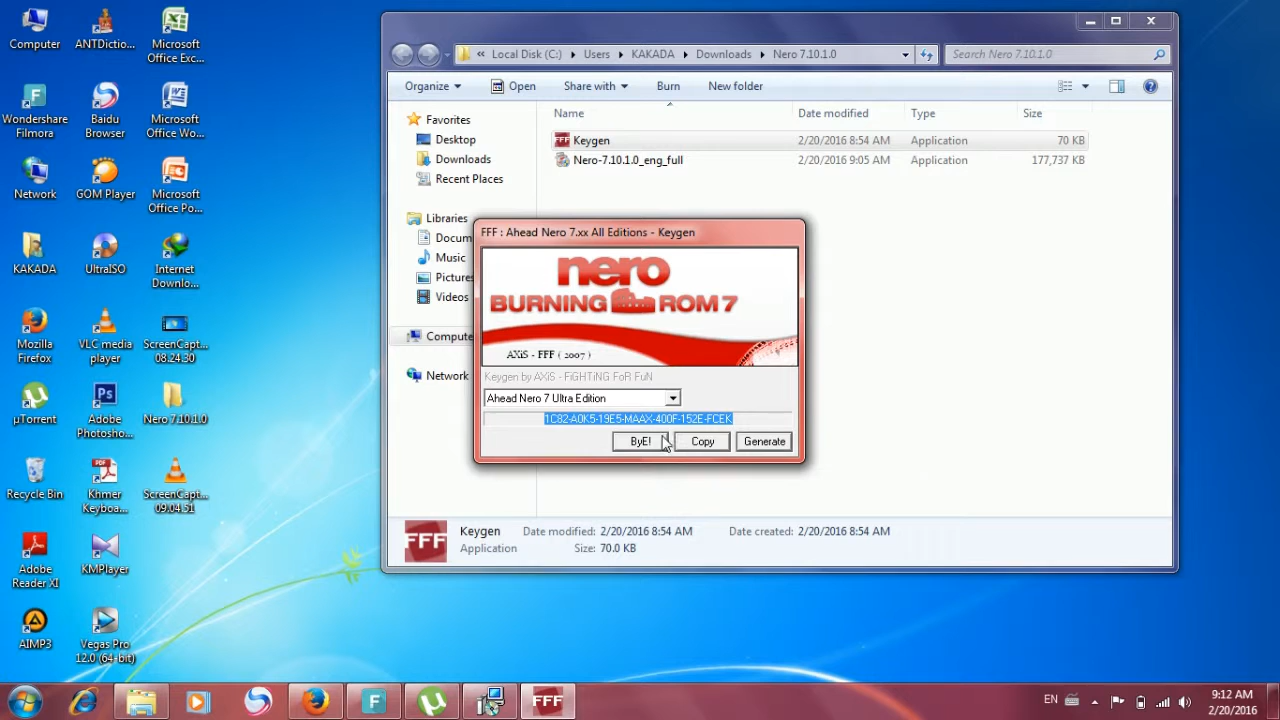 Computer
ANTDictio...
Microsoft
Office Exc...
Wondershare
Filmora
Baidu
Browser
Microsoft
Office Wo...
Network
GOM Player
Microsoft
Office Po...
KAKADA
UltraISO
Internet
Downlo...
Mozilla
Firefox
VLC media
player
ScreenCapt...
08.24.30
µTorrent
Adobe
Photosho...
Nero 7.10.1.0
Recycle Bin
Khmer
Keyboa...
ScreenCapt...
09.04.51
Adobe
Reader XI
KMPlayer
AIMP3
Vegas Pro
12.0 (64-bit)
« Local Disk (C:) Users KAKADA Downloads Nero 7.10.1.0
Search Nero 7.10.1.0
Organize Open Share with Burn New folder
Favorites
Desktop
Downloads
Recent Places
Libraries
Docum
Music
Pictures
Videos
Compute
Network
Name Date modified Type Size
Keygen 2/20/2016 8:54 AM Application 70 KB
Nero-7.10.1.0_eng_full 2/20/2016 9:05 AM Application 177,737 KB
FFF : Ahead Nero 7.xx All Editions - Keygen
nero
BURNING ROM 7
AXiS - FFF ( 2007 )
Keygen by AXiS - FiGHTiNG FoR FuN
Ahead Nero 7 Ultra Edition
1C82-A0K5-19E5-MAAX-400F-152E-FCEK
ByE! Copy Generate
FFF
Keygen Date modified: 2/20/2016 8:54 AM Date created: 2/20/2016 8:54 AM
Application Size: 70.0 KB
FFF
EN
9:12 AM
2/20/2016